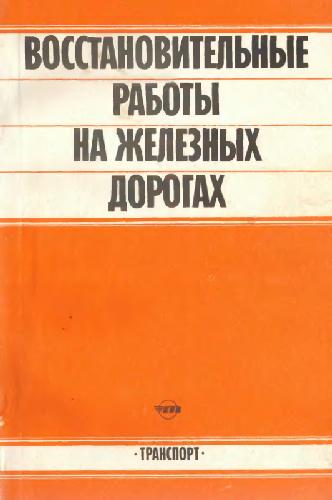 ВОССТАНОВИТЕЛЬНЫЕ
РАБОТЫ
НА ЖЕЛЕЗНЫХ
ДОРОГАХ
· ТРАНСПОРТ ·